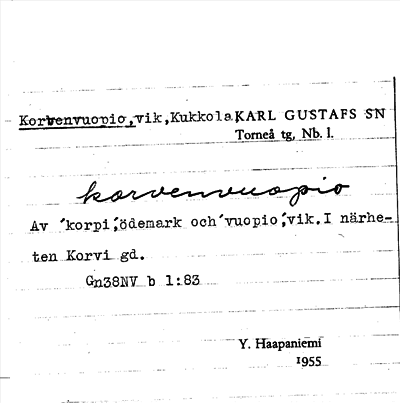 Korvenvuopio,vik,Kukkola,KARL GUSTAFS SN
Torneå tg, Nb. l.
korvenvuopio
Av ´korpi´,ödemark och´vuopio´,vik.I närhe-
ten Korvi gd.
Gn38NV b 1:83
Y. Haapaniemi
1955